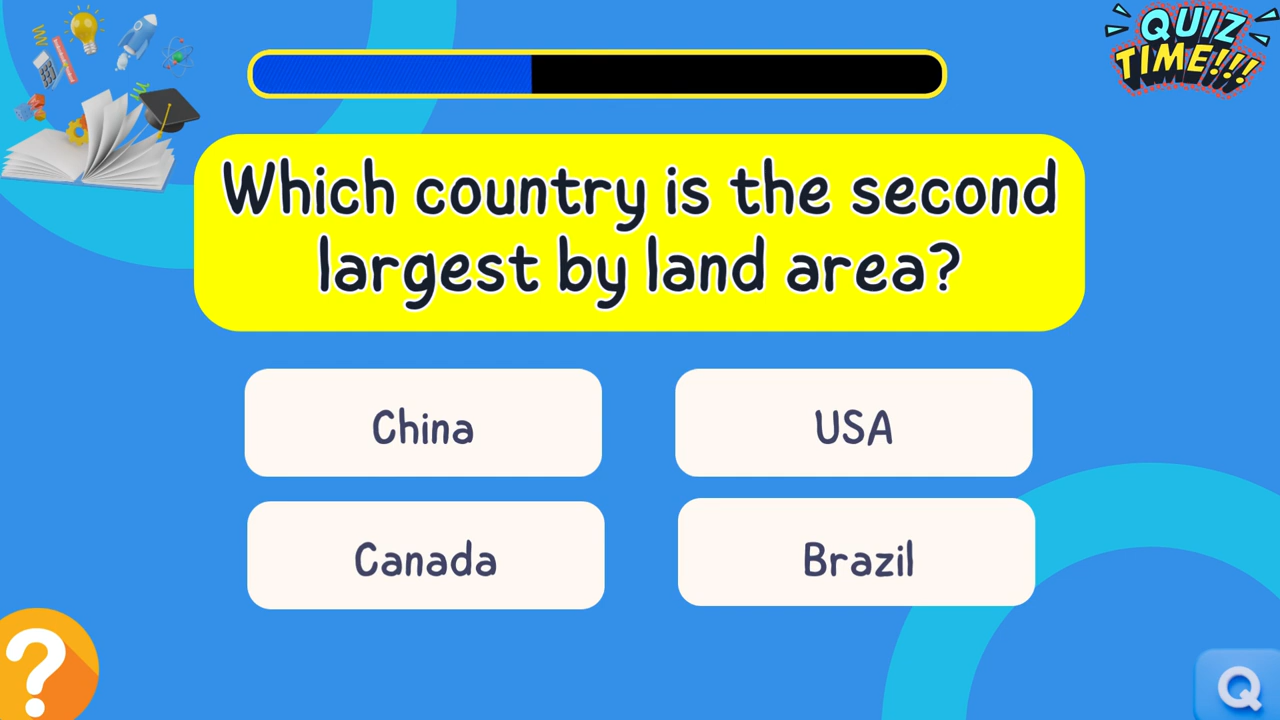 QUIZ
TIME!!!
Which country is the second
largest by land area?
China
USA
Canada
Brazil
?
Q